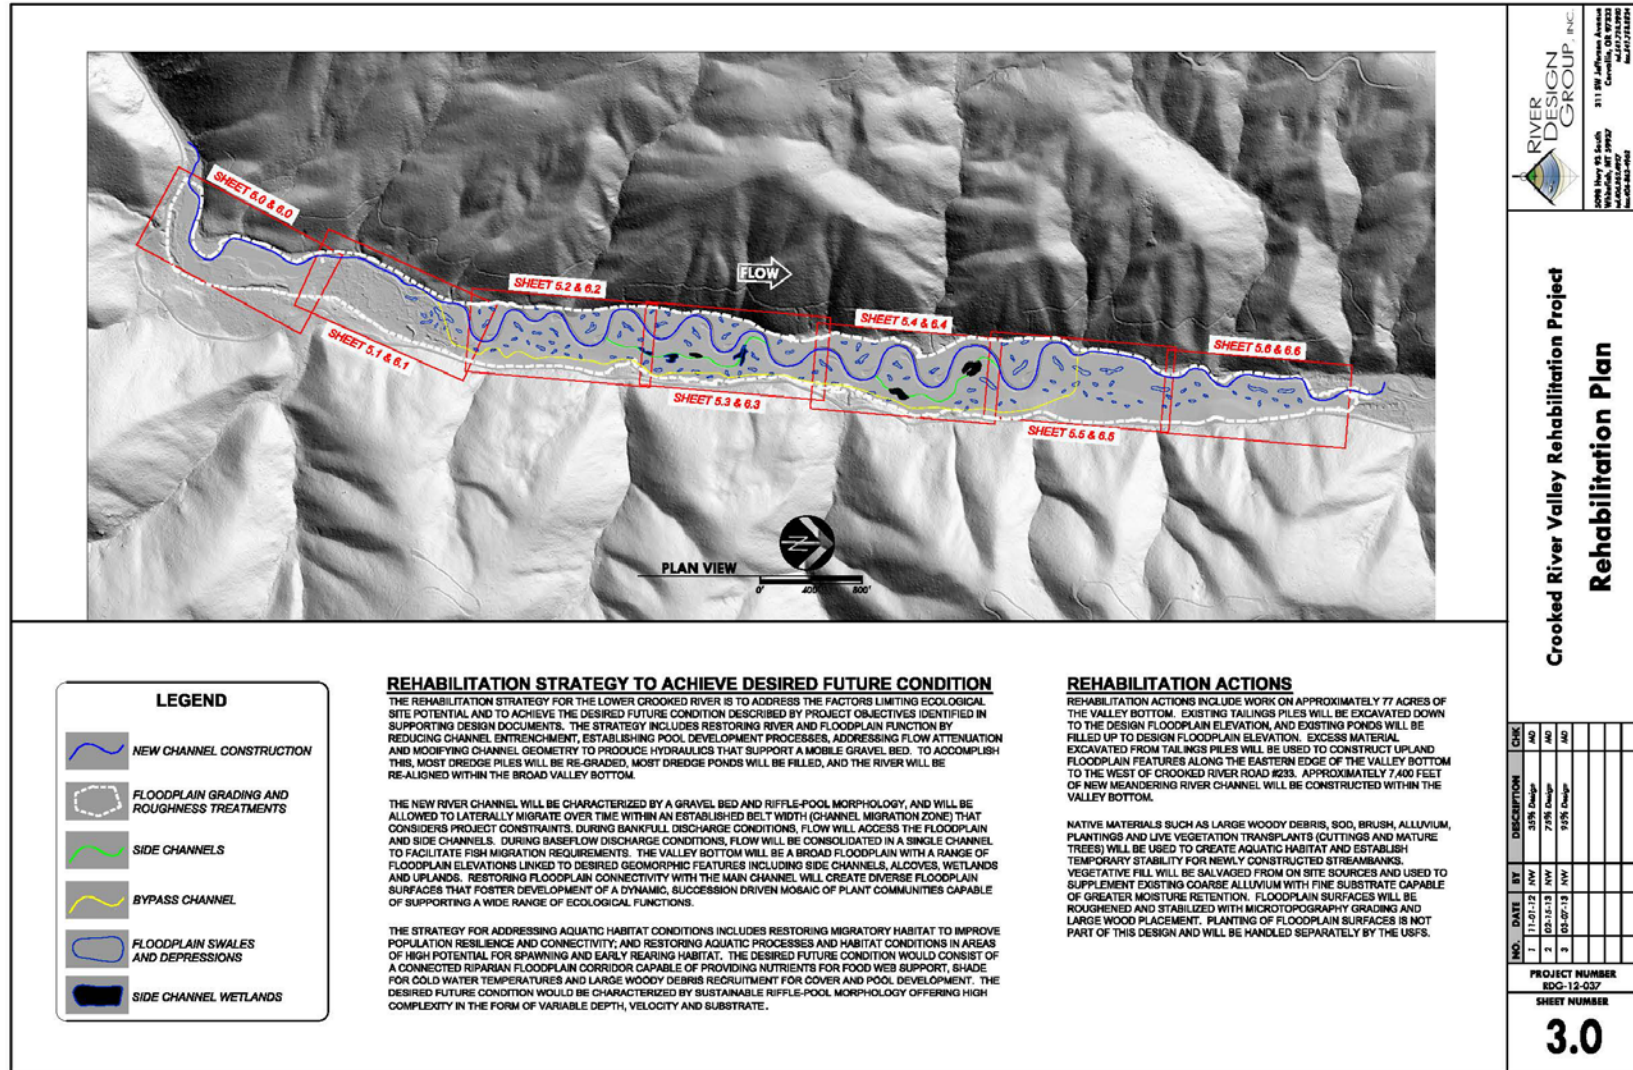 SHEET 5.0 & 6.0
SHEET 5.1 & 6.1
SHEET 5.2 & 6.2
SHEET 5.3 & 6.3
FLOW
SHEET 5.4 & 6.4
SHEET 5.5 & 6.5
SHEET 5.6 & 6.6
PLAN VIEW
0' 400' 800'
LEGEND
NEW CHANNEL CONSTRUCTION
FLOODPLAIN GRADING AND
ROUGHNESS TREATMENTS
SIDE CHANNELS
BYPASS CHANNEL
FLOODPLAIN SWALES
AND DEPRESSIONS
SIDE CHANNEL WETLANDS
REHABILITATION STRATEGY TO ACHIEVE DESIRED FUTURE CONDITION
THE REHABILITATION STRATEGY FOR THE LOWER CROOKED RIVER IS TO ADDRESS THE FACTORS LIMITING ECOLOGICAL
SITE POTENTIAL AND TO ACHIEVE THE DESIRED FUTURE CONDITION DESCRIBED BY PROJECT OBJECTIVES IDENTIFIED IN
SUPPORTING DESIGN DOCUMENTS. THE STRATEGY INCLUDES RESTORING RIVER AND FLOODPLAIN FUNCTION BY
REDUCING CHANNEL ENTRENCHMENT, ESTABLISHING POOL DEVELOPMENT PROCESSES, ADDRESSING FLOW ATTENUATION
AND MODIFYING CHANNEL GEOMETRY TO PRODUCE HYDRAULICS THAT SUPPORT A MOBILE GRAVEL BED. TO ACCOMPLISH
THIS, MOST DREDGE PILES WILL BE RE-GRADED, MOST DREDGE PONDS WILL BE FILLED, AND THE RIVER WILL BE
RE-ALIGNED WITHIN THE BROAD VALLEY BOTTOM.
THE NEW RIVER CHANNEL WILL BE CHARACTERIZED BY A GRAVEL BED AND RIFFLE-POOL MORPHOLOGY, AND WILL BE
ALLOWED TO LATERALLY MIGRATE OVER TIME WITHIN AN ESTABLISHED BELT WIDTH (CHANNEL MIGRATION ZONE) THAT
CONSIDERS PROJECT CONSTRAINTS. DURING BANKFULL DISCHARGE CONDITIONS, FLOW WILL ACCESS THE FLOODPLAIN
AND SIDE CHANNELS. DURING BASEFLOW DISCHARGE CONDITIONS, FLOW WILL BE CONSOLIDATED IN A SINGLE CHANNEL
TO FACILITATE FISH MIGRATION REQUIREMENTS. THE VALLEY BOTTOM WILL BE A BROAD FLOODPLAIN WITH A RANGE OF
FLOODPLAIN ELEVATIONS LINKED TO DESIRED GEOMORPHIC FEATURES INCLUDING SIDE CHANNELS, ALCOVES, WETLANDS
AND UPLANDS. RESTORING FLOODPLAIN CONNECTIVITY WITH THE MAIN CHANNEL WILL CREATE DIVERSE FLOODPLAIN
SURFACES THAT FOSTER DEVELOPMENT OF A DYNAMIC, SUCCESSION DRIVEN MOSAIC OF PLANT COMMUNITIES CAPABLE
OF SUPPORTING A WIDE RANGE OF ECOLOGICAL FUNCTIONS.
THE STRATEGY FOR ADDRESSING AQUATIC HABITAT CONDITIONS INCLUDES RESTORING MIGRATORY HABITAT TO IMPROVE
POPULATION RESILIENCE AND CONNECTIVITY; AND RESTORING AQUATIC PROCESSES AND HABITAT CONDITIONS IN AREAS
OF HIGH POTENTIAL FOR SPAWNING AND EARLY REARING HABITAT. THE DESIRED FUTURE CONDITION WOULD CONSIST OF
A CONNECTED RIPARIAN FLOODPLAIN CORRIDOR CAPABLE OF PROVIDING NUTRIENTS FOR FOOD WEB SUPPORT, SHADE
FOR COLD WATER TEMPERATURES AND LARGE WOODY DEBRIS RECRUITMENT FOR COVER AND POOL DEVELOPMENT. THE
DESIRED FUTURE CONDITION WOULD BE CHARACTERIZED BY SUSTAINABLE RIFFLE-POOL MORPHOLOGY OFFERING HIGH
COMPLEXITY IN THE FORM OF VARIABLE DEPTH, VELOCITY AND SUBSTRATE.
REHABILITATION ACTIONS
REHABILITATION ACTIONS INCLUDE WORK ON APPROXIMATELY 77 ACRES OF
THE VALLEY BOTTOM. EXISTING TAILINGS PILES WILL BE EXCAVATED DOWN
TO THE DESIGN FLOODPLAIN ELEVATION, AND EXISTING PONDS WILL BE
FILLED UP TO DESIGN FLOODPLAIN ELEVATION. EXCESS MATERIAL
EXCAVATED FROM TAILINGS PILES WILL BE USED TO CONSTRUCT UPLAND
FLOODPLAIN FEATURES ALONG THE EASTERN EDGE OF THE VALLEY BOTTOM
TO THE WEST OF CROOKED RIVER ROAD #233. APPROXIMATELY 7,400 FEET
OF NEW MEANDERING RIVER CHANNEL WILL BE CONSTRUCTED WITHIN THE
VALLEY BOTTOM.
NATIVE MATERIALS SUCH AS LARGE WOODY DEBRIS, SOD, BRUSH, ALLUVIUM,
PLANTINGS AND LIVE VEGETATION TRANSPLANTS (CUTTINGS AND MATURE
TREES) WILL BE USED TO CREATE AQUATIC HABITAT AND ESTABLISH
TEMPORARY STABILITY FOR NEWLY CONSTRUCTED STREAMBANKS.
VEGETATIVE FILL WILL BE SALVAGED FROM ON SITE SOURCES AND USED TO
SUPPLEMENT EXISTING COARSE ALLUVIUM WITH FINE SUBSTRATE CAPABLE
OF GREATER MOISTURE RETENTION. FLOODPLAIN SURFACES WILL BE
ROUGHENED AND STABILIZED WITH MICROTOPOGRAPHY GRADING AND
LARGE WOOD PLACEMENT. PLANTING OF FLOODPLAIN SURFACES IS NOT
PART OF THIS DESIGN AND WILL BE HANDLED SEPARATELY BY THE USFS.
RIVER
DESIGN
GROUP, INC.
5098 Hwy 93 South
Whitefish, MT 59937
311 SW Jefferson Avenue
Corvallis, OR 97333
Crooked River Valley Rehabilitation Project
Rehabilitation Plan
NO. DATE BY DESCRIPTION CHK
1 11-01-12 NW 35% Design MD
2 02-15-13 NW 75% Design MD
3 05-07-13 NW 95% Design MD
PROJECT NUMBER
RDG-12-037
SHEET NUMBER
3.0